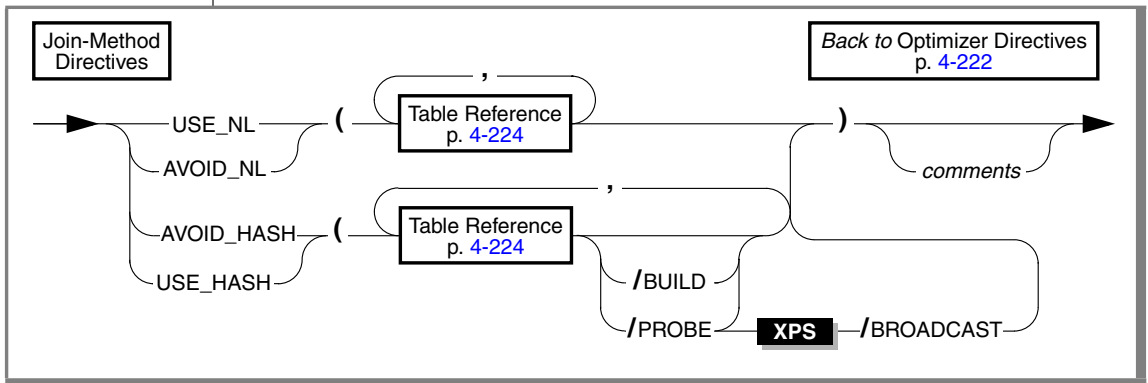 Join-Method
Directives
Back to Optimizer Directives
p. 4-222
,
USE_NL
(
Table Reference
p. 4-224
)
AVOID_NL
comments
,
AVOID_HASH
(
Table Reference
p. 4-224
USE_HASH
/BUILD
/PROBE
XPS
/BROADCAST